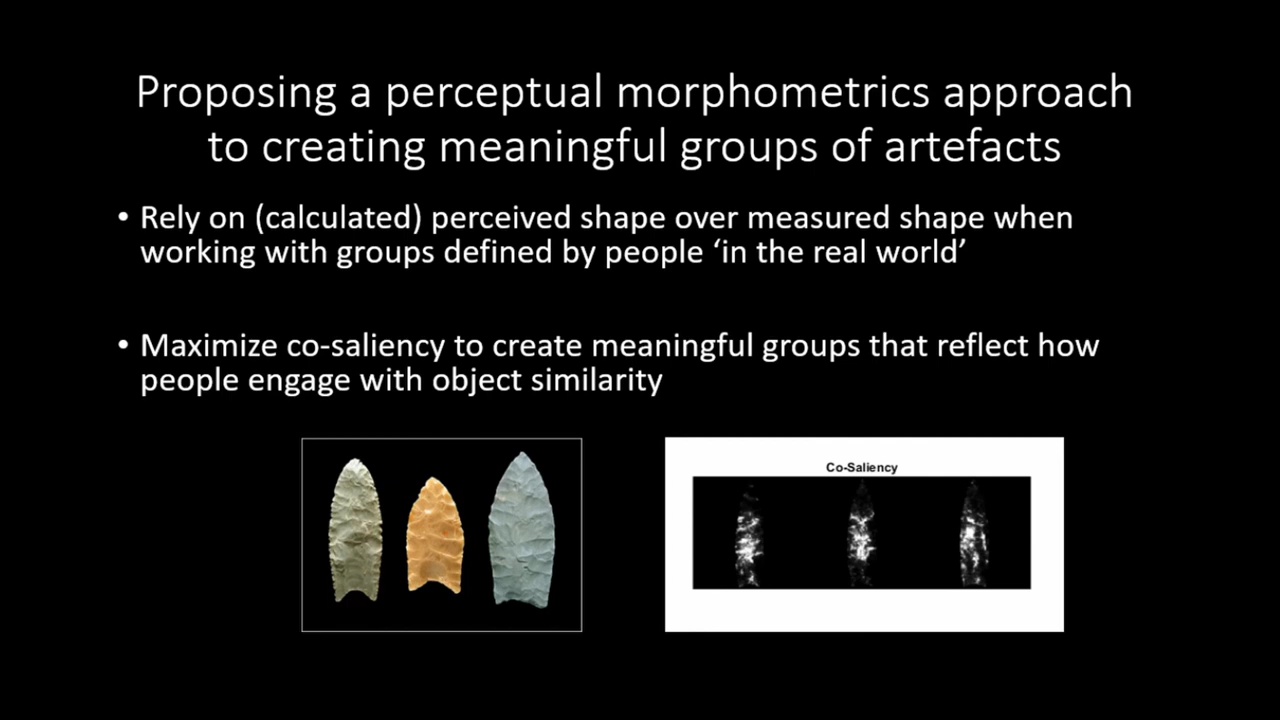 Proposing a perceptual morphometrics approach
to creating meaningful groups of artefacts
• Rely on (calculated) perceived shape over measured shape when
working with groups defined by people ‘in the real world’
• Maximize co-saliency to create meaningful groups that reflect how
people engage with object similarity
Co-Saliency